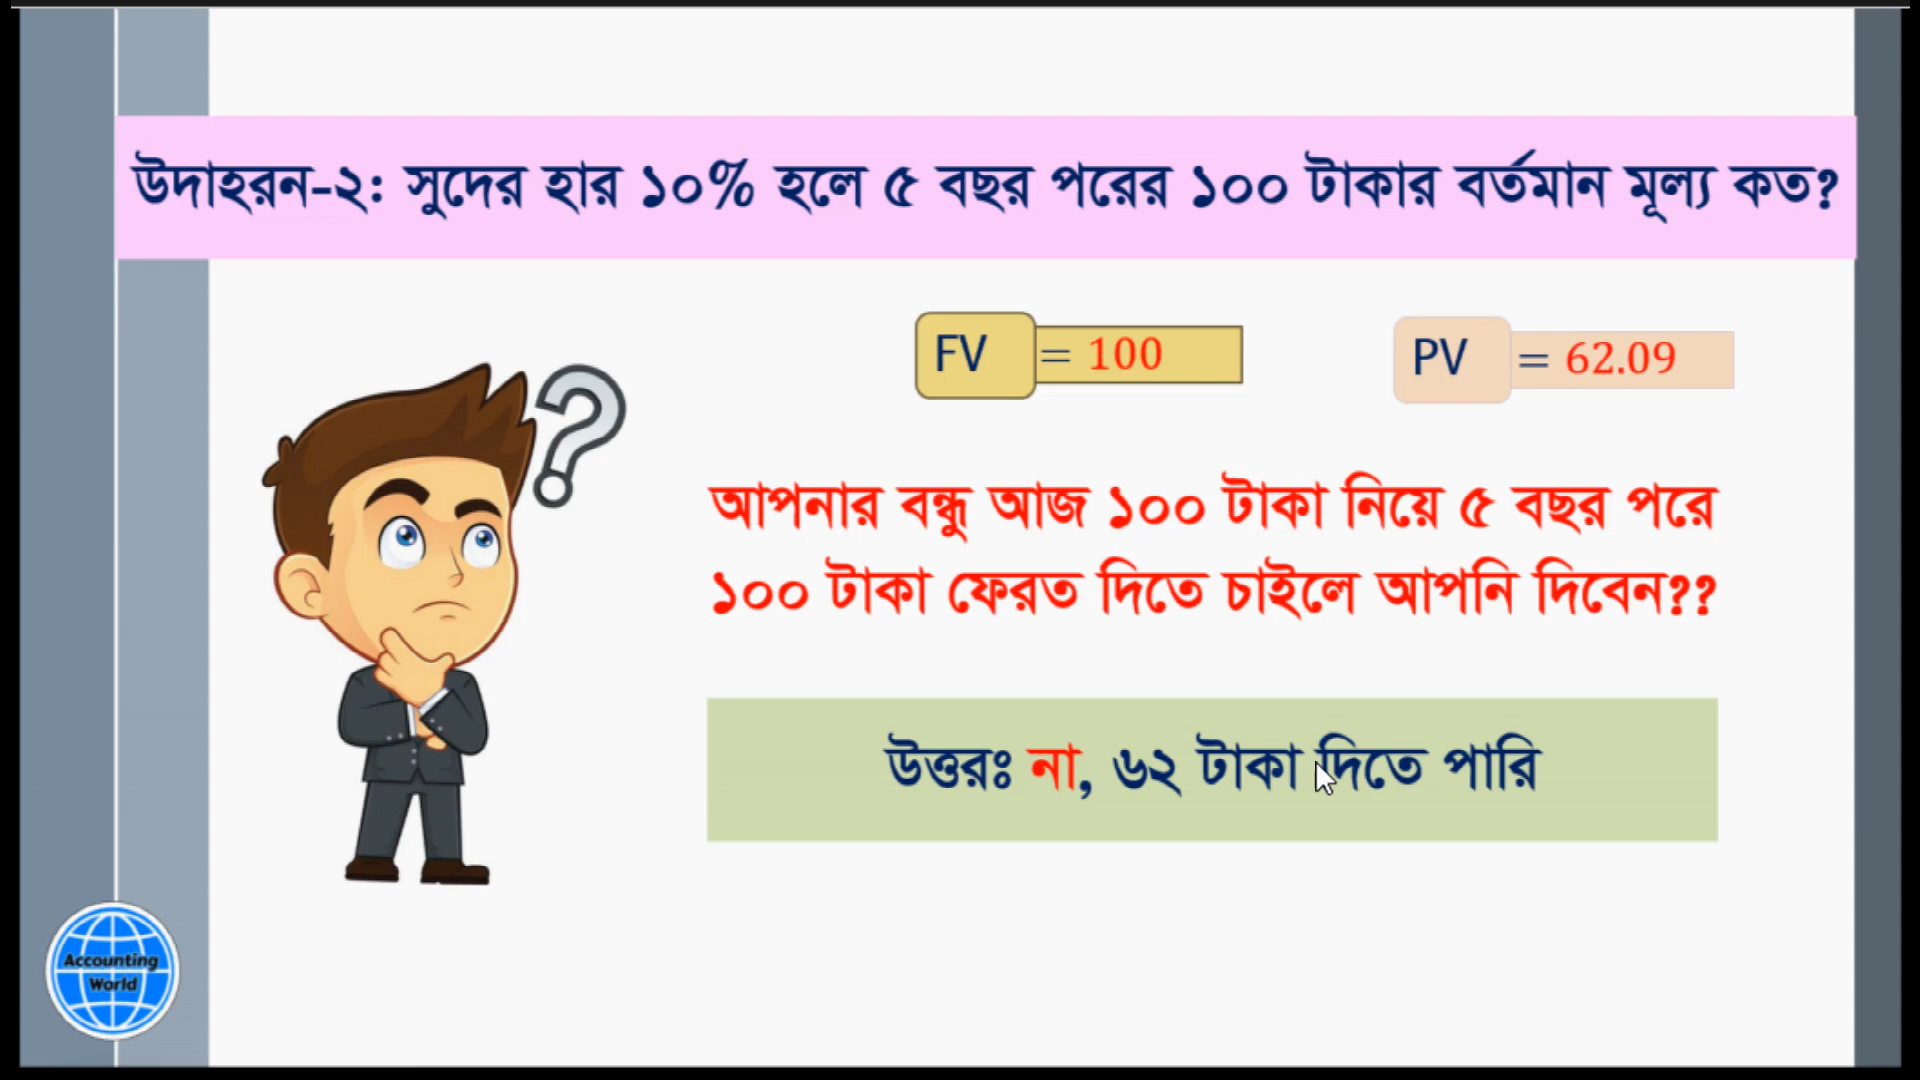 উদাহরন-২: সুদের হার ১০% হলে ৫ বছর পরের ১০০ টাকার বর্তমান মূল্য কত?
FV = 100
PV = 62.09
আপনার বন্ধু আজ ১০০ টাকা নিয়ে ৫ বছর পরে
১০০ টাকা ফেরত দিতে চাইলে আপনি দিবেন??
উত্তরঃ না, ৬২ টাকা দিতে পারি
Accounting
World